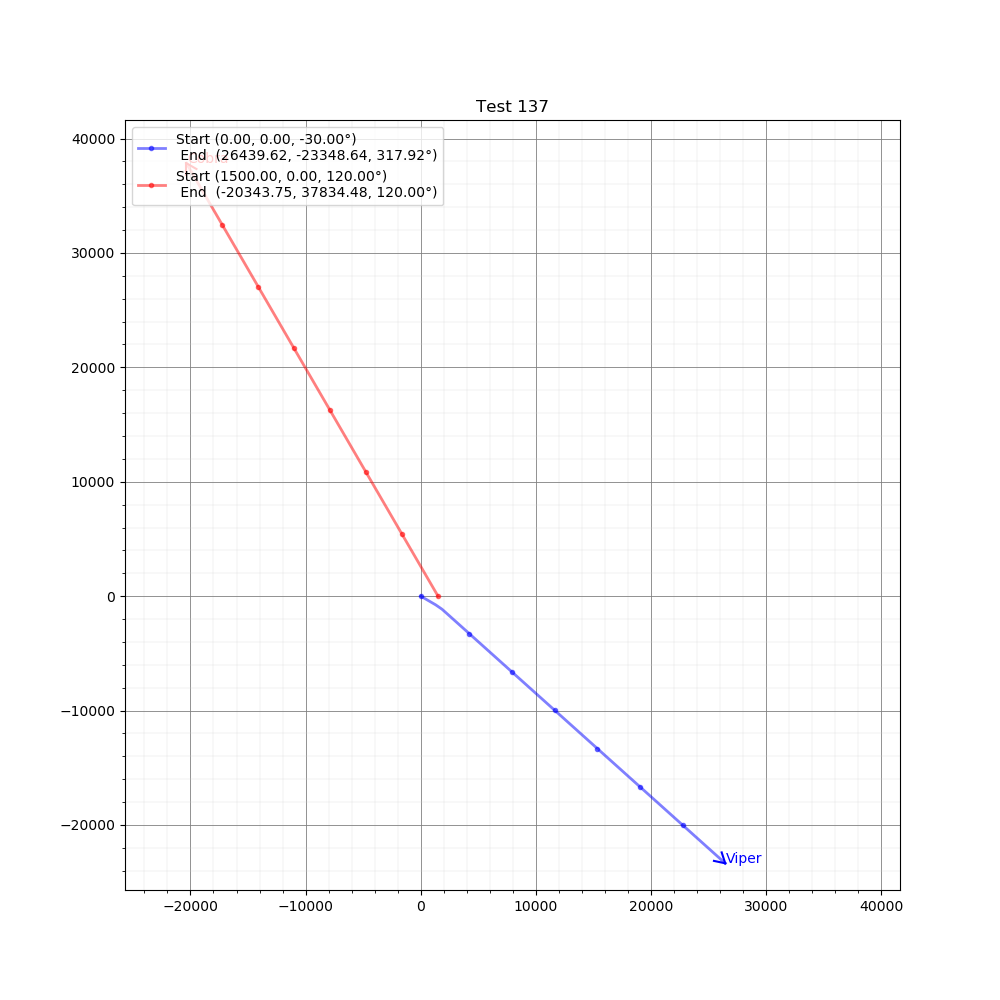 Test 137
Start (0.00, 0.00, -30.00°)
End (26439.62, -23348.64, 317.92°)
Start (1500.00, 0.00, 120.00°)
End (-20343.75, 37834.48, 120.00°)
40000
30000
20000
10000
0
−10000
−20000
Viper
−20000 −10000 0 10000 20000 30000 40000